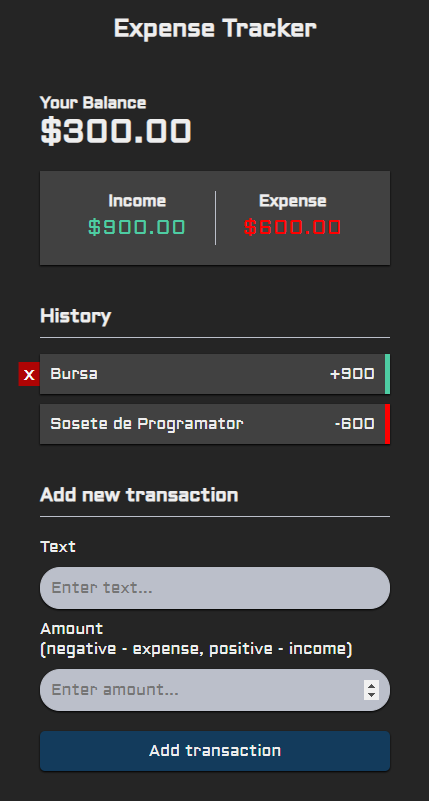 Expense Tracker
Your Balance
$300.00
Income
Expense
$900.00
$600.00
History
x
Bursa
+900
Sosete de Programator
-600
Add new transaction
Text
Enter text...
Amount
(negative - expense, positive - income)
Enter amount...
Add transaction